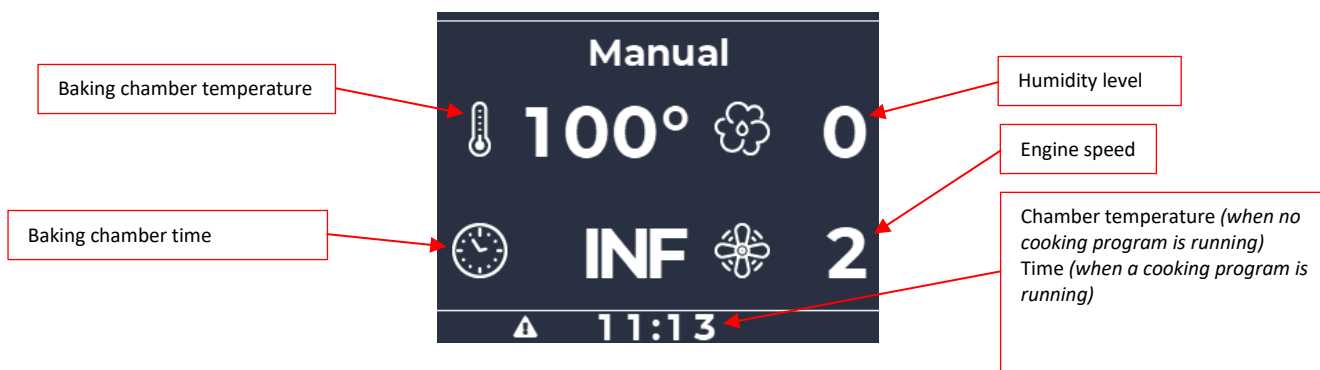 Manual
Baking chamber temperature
100°
0
Humidity level
Engine speed
Baking chamber time
INF
2
Chamber temperature (when no
cooking program is running)
Time (when a cooking program is
running)
11:13